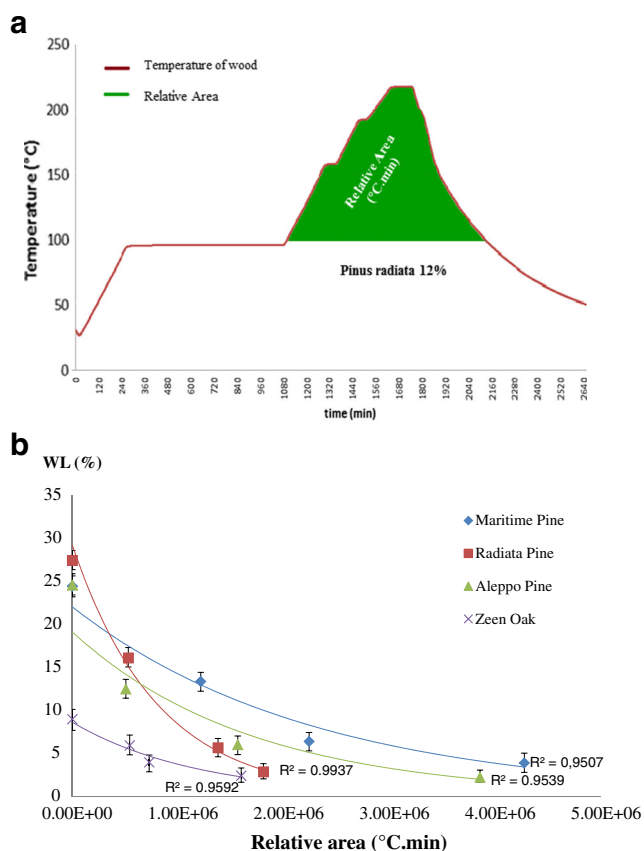 a
250
200
150
100
50
0
Temperature (°C)
Temperature of wood
Relative Area
Relative Area
(°C.min)
Pinus radiata 12%
0 120 240 360 480 600 720 840 960 1080 1200 1320 1440 1560 1680 1800 1920 2040 2160 2280 2400 2520 2640
time (min)
b
WL (%)
35
30
25
20
15
10
5
0
Maritime Pine
Radiata Pine
Aleppo Pine
Zeen Oak
R² = 0,9507
R² = 0.9937
R² = 0.9539
R² = 0.9592
0.00E+00 1.00E+06 2.00E+06 3.00E+06 4.00E+06 5.00E+06
Relative area (°C.min)